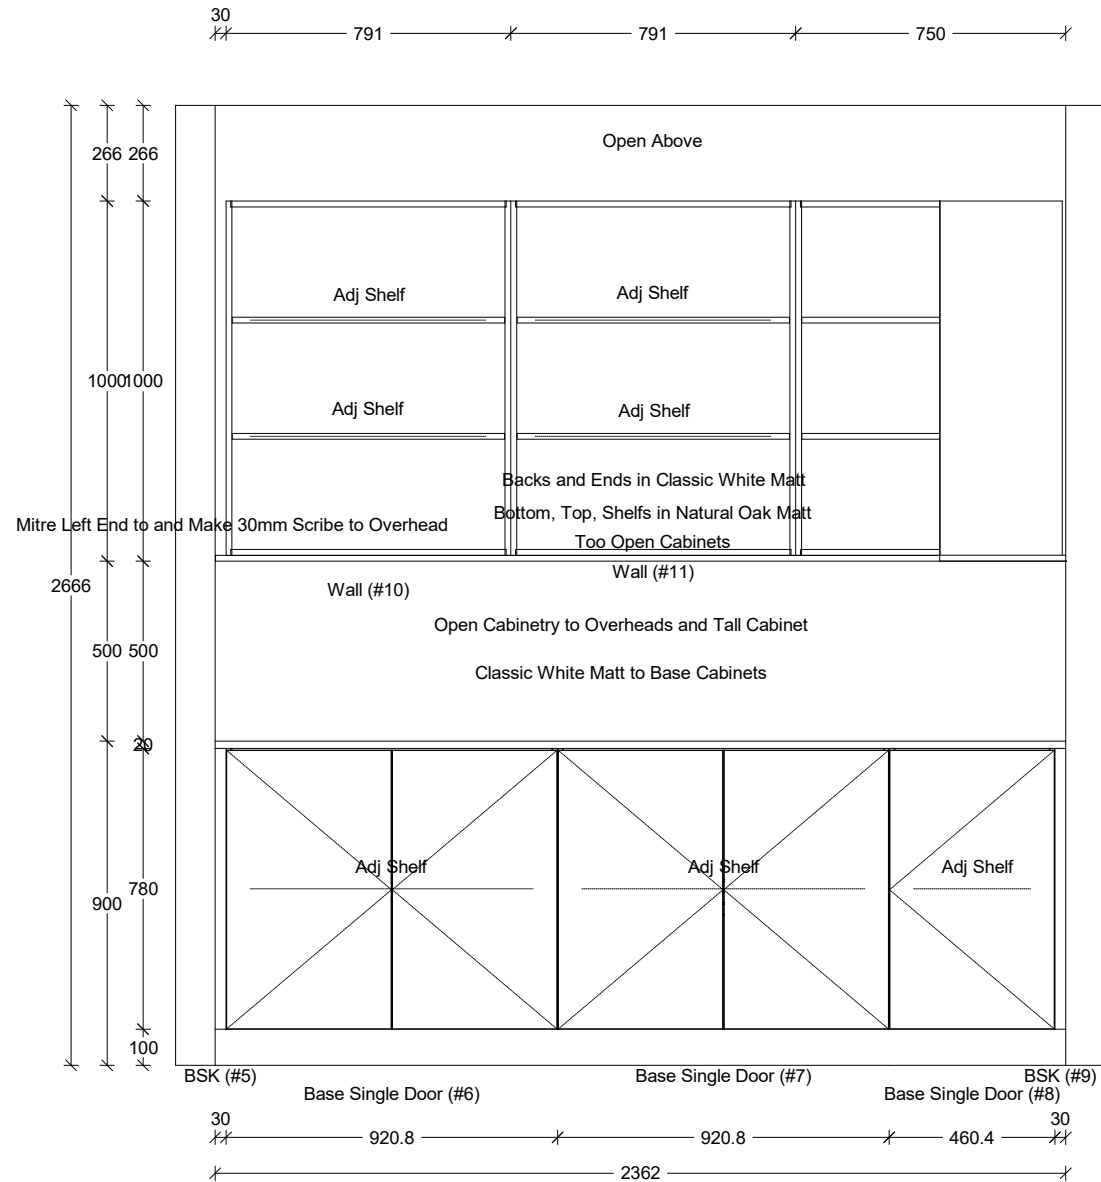 30
791
791
750
Open Above
266
266
Adj Shelf
Adj Shelf
1000
1000
Adj Shelf
Adj Shelf
Backs and Ends in Classic White Matt
Bottom, Top, Shelfs in Natural Oak Matt
Mitre Left End to and Make 30mm Scribe to Overhead
Too Open Cabinets
Wall (#11)
2666
Wall (#10)
Open Cabinetry to Overheads and Tall Cabinet
500
500
Classic White Matt to Base Cabinets
20
Adj Shelf
Adj Shelf
Adj Shelf
780
900
100
BSK (#5)
Base Single Door (#7)
BSK (#9)
Base Single Door (#6)
Base Single Door (#8)
30
30
920.8
920.8
460.4
2362